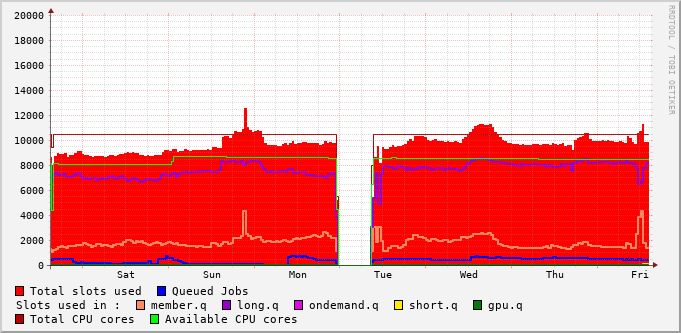 20000
18000
16000
14000
12000
10000
8000
6000
4000
2000
0
Sat Sun Mon Tue Wed Thu Fri
RRDTOOL / TOBI OETIKER
Total slots used Queued Jobs
Slots used in : member.q long.q ondemand.q short.q gpu.q
Total CPU cores Available CPU cores